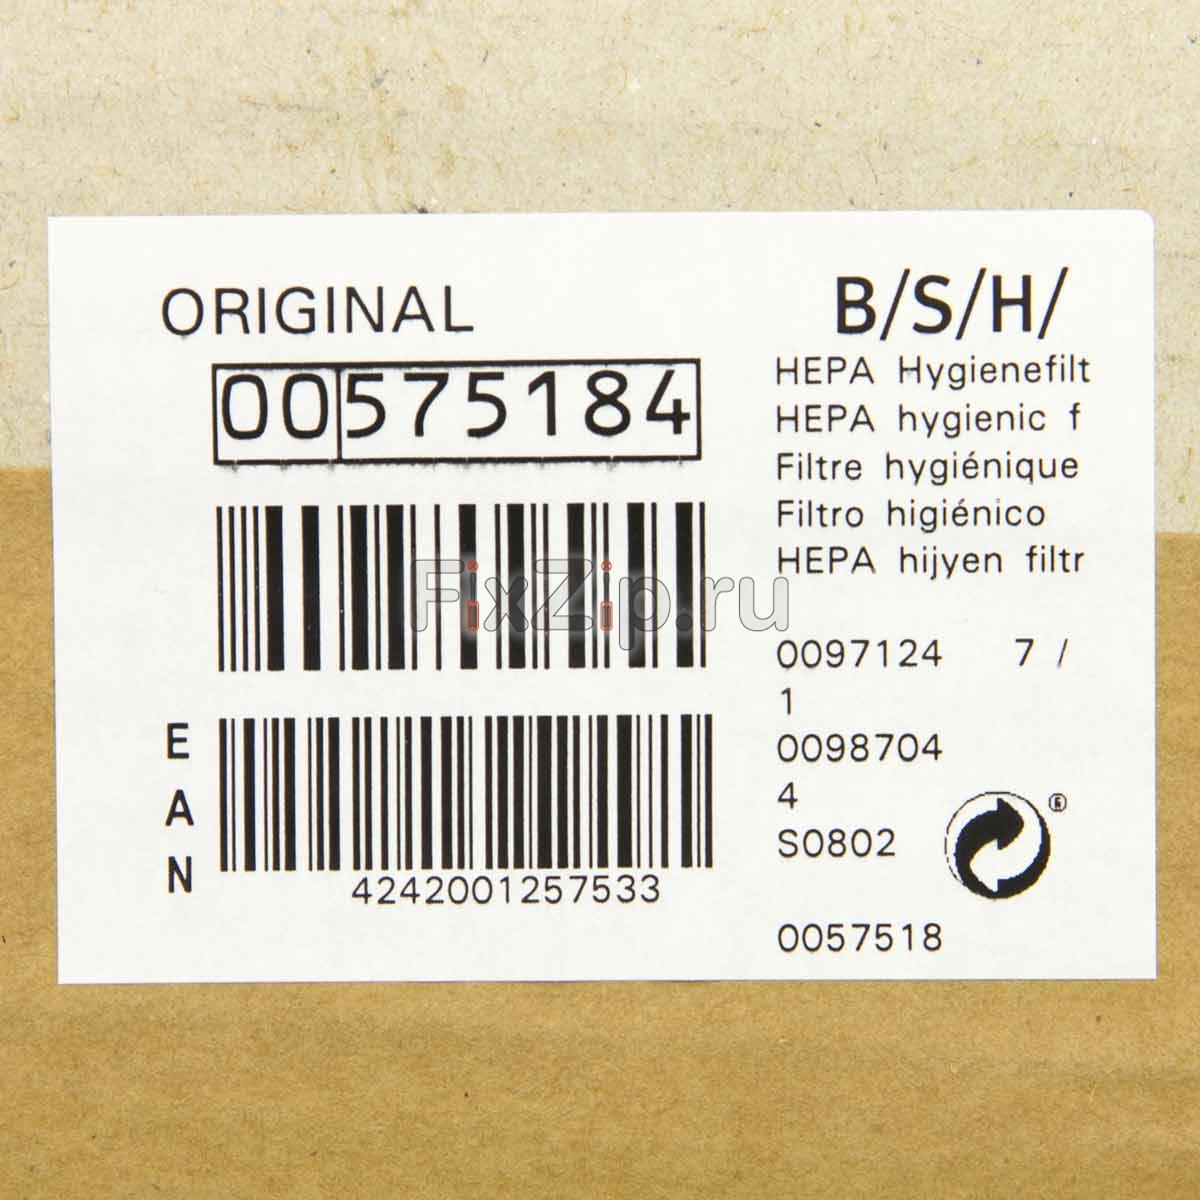 ORIGINAL
B/S/H/
00575184
HEPA Hygienefilt
HEPA hygienic f
Filtre hygiénique
Filtro higiénico
HEPA hijyen filtr
FixZip.ru
0097124 7 /
1
0098704
4
S0802
0057518
EAN
4242001257533